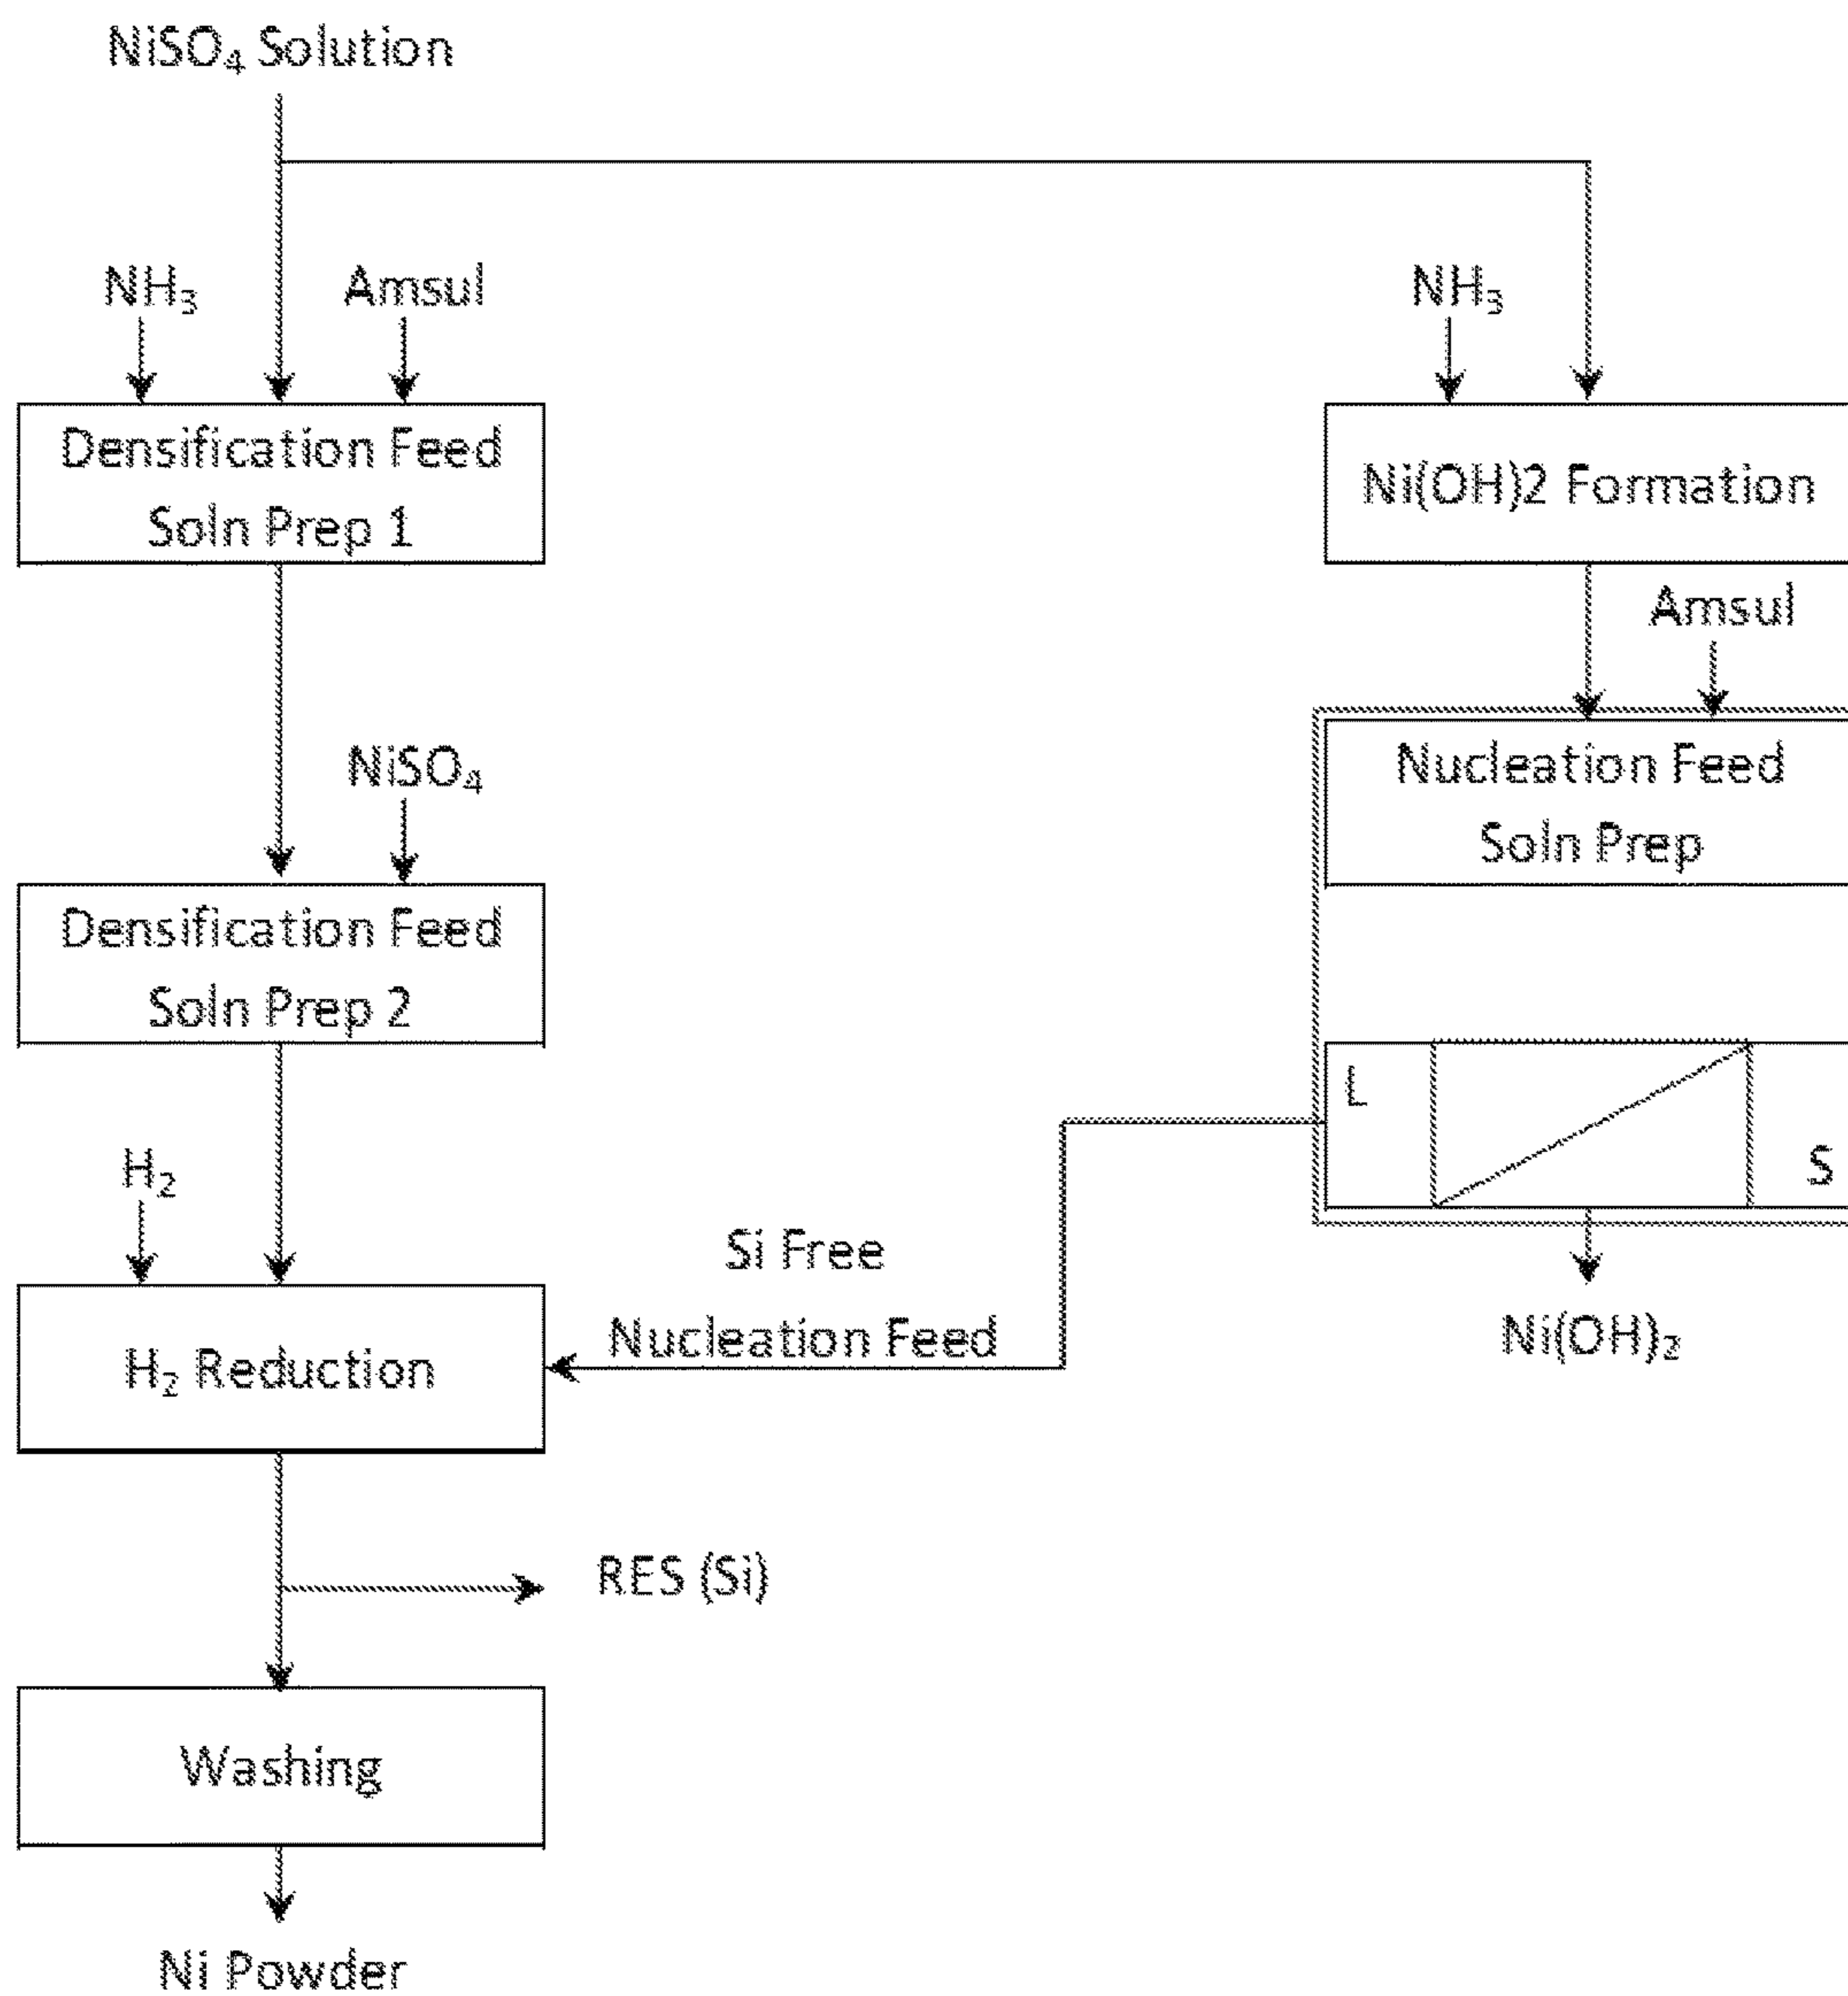 NiSO₄ Solution
NH₃
Amsul
NH₃
Densification Feed
Soln Prep 1
Ni(OH)2 Formation
Amsul
NiSO₄
Nucleation Feed
Soln Prep
Densification Feed
Soln Prep 2
L
S
H₂
Si Free
Nucleation Feed
H₂ Reduction
Ni(OH)₂
RES (Si)
Washing
Ni Powder